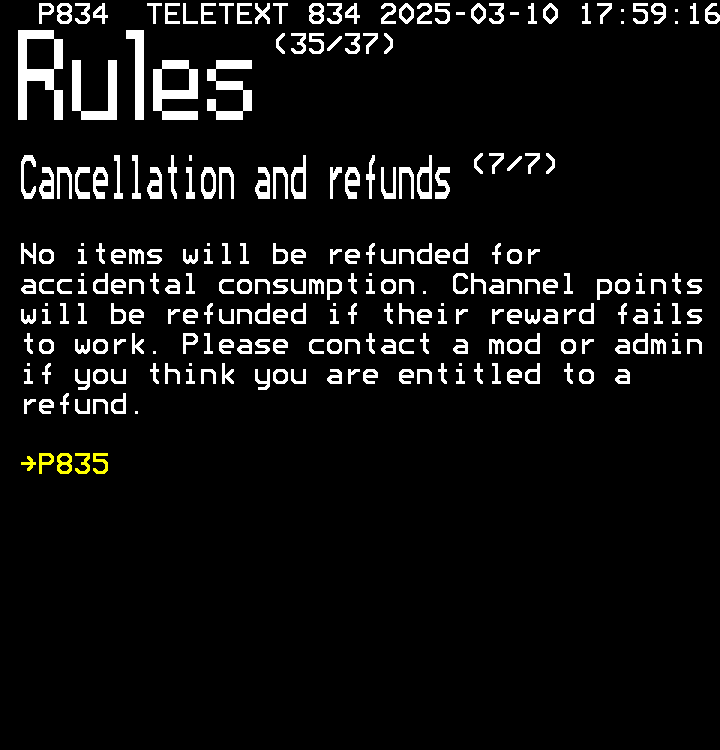 P834  TELETEXT 834 2025-03-10 17:59:16
Rules (35/37)
Cancellation and refunds (7/7)
No items will be refunded for
accidental consumption. Channel points
will be refunded if their reward fails
to work. Please contact a mod or admin
if you think you are entitled to a
refund.
→P835